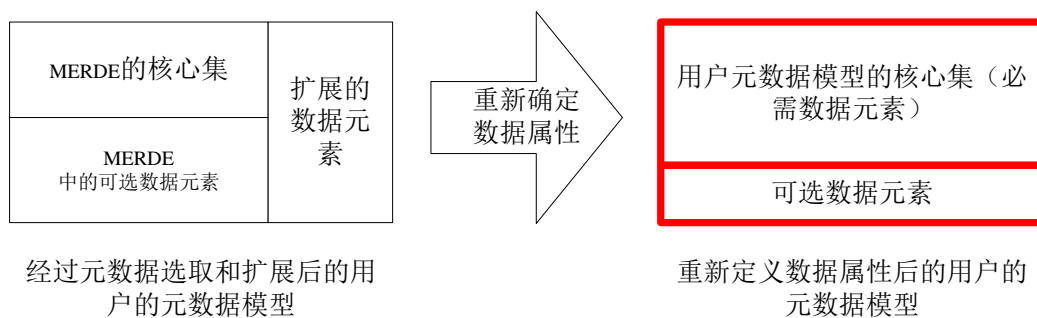 MERDE的核心集
MERDE
中的可选数据元素
扩展的
数据元
素
重新确定
数据属性
用户元数据模型的核心集（必
需数据元素）
可选数据元素
经过元数据选取和扩展后的用
户的元数据模型
重新定义数据属性后的用户的
元数据模型